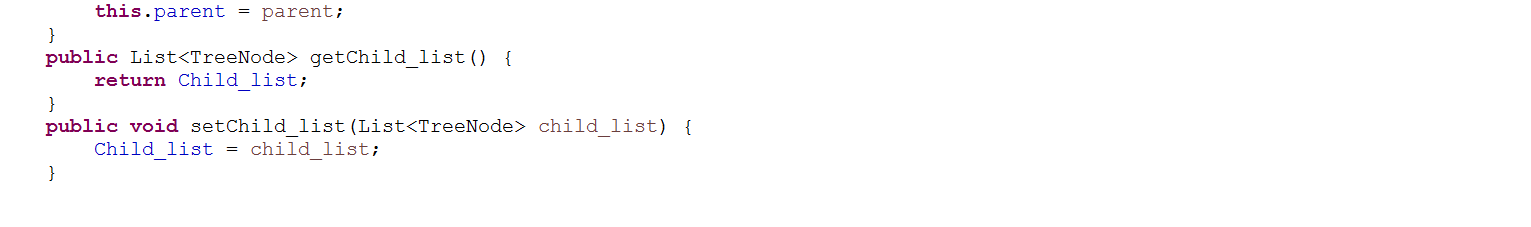 this.parent = parent;
}
public List<TreeNode> getChild_list() {
return Child_list;
}
public void setChild_list(List<TreeNode> child_list) {
Child_list = child_list;
}